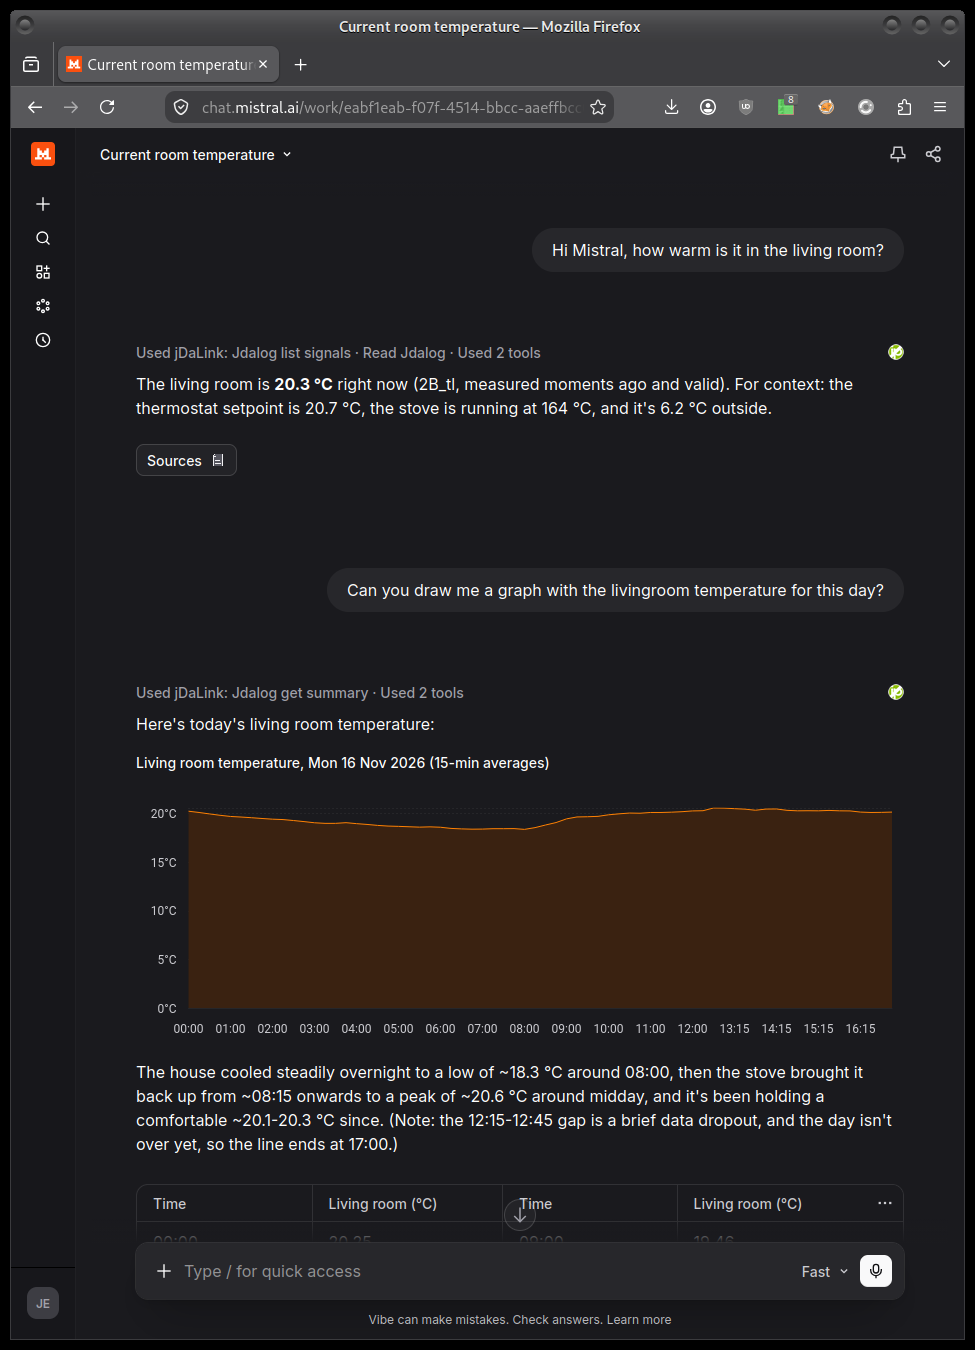 Current room temperature — Mozilla Firefox
Current room temperatur
chat.mistral.ai/work/eabf1eab-f07f-4514-bbcc-aaeffbcc
8
Current room temperature
Hi Mistral, how warm is it in the living room?
Used jDaLink: Jdalog list signals · Read Jdalog · Used 2 tools
The living room is 20.3 °C right now (2B_tl, measured moments ago and valid). For context: the
thermostat setpoint is 20.7 °C, the stove is running at 164 °C, and it's 6.2 °C outside.
Sources
Can you draw me a graph with the livingroom temperature for this day?
Used jDaLink: Jdalog get summary · Used 2 tools
Here's today's living room temperature:
Living room temperature, Mon 16 Nov 2026 (15-min averages)
20°C
15°C
10°C
5°C
0°C
00:00 01:00 02:00 03:00 04:00 05:00 06:00 07:00 08:00 09:00 10:00 11:00 12:00 13:15 14:15 15:15 16:15
The house cooled steadily overnight to a low of ~18.3 °C around 08:00, then the stove brought it
back up from ~08:15 onwards to a peak of ~20.6 °C around midday, and it's been holding a
comfortable ~20.1-20.3 °C since. (Note: the 12:15-12:45 gap is a brief data dropout, and the day isn't
over yet, so the line ends at 17:00.)
Time Living room (°C) Time Living room (°C)
Type / for quick access
Fast
JE
Vibe can make mistakes. Check answers. Learn more